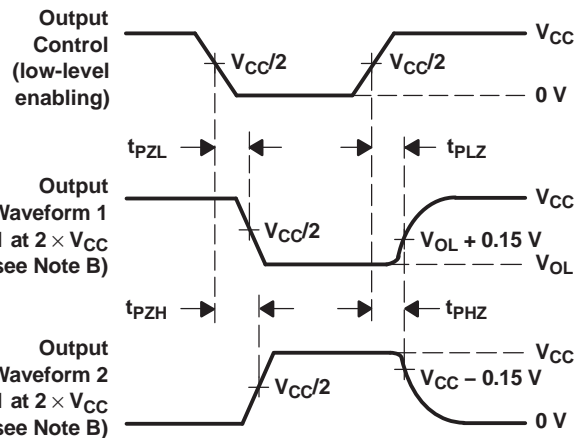 Output
Control
(low-level
enabling)
VCC/2
VCC/2
VCC
0 V
tPZL
tPLZ
Output
Waveform 1
1 at 2 × VCC
see Note B)
VCC/2
VCC
VOL + 0.15 V
VOL
tPZH
tPHZ
Output
Waveform 2
1 at 2 × VCC
see Note B)
VCC/2
VCC
VCC – 0.15 V
0 V